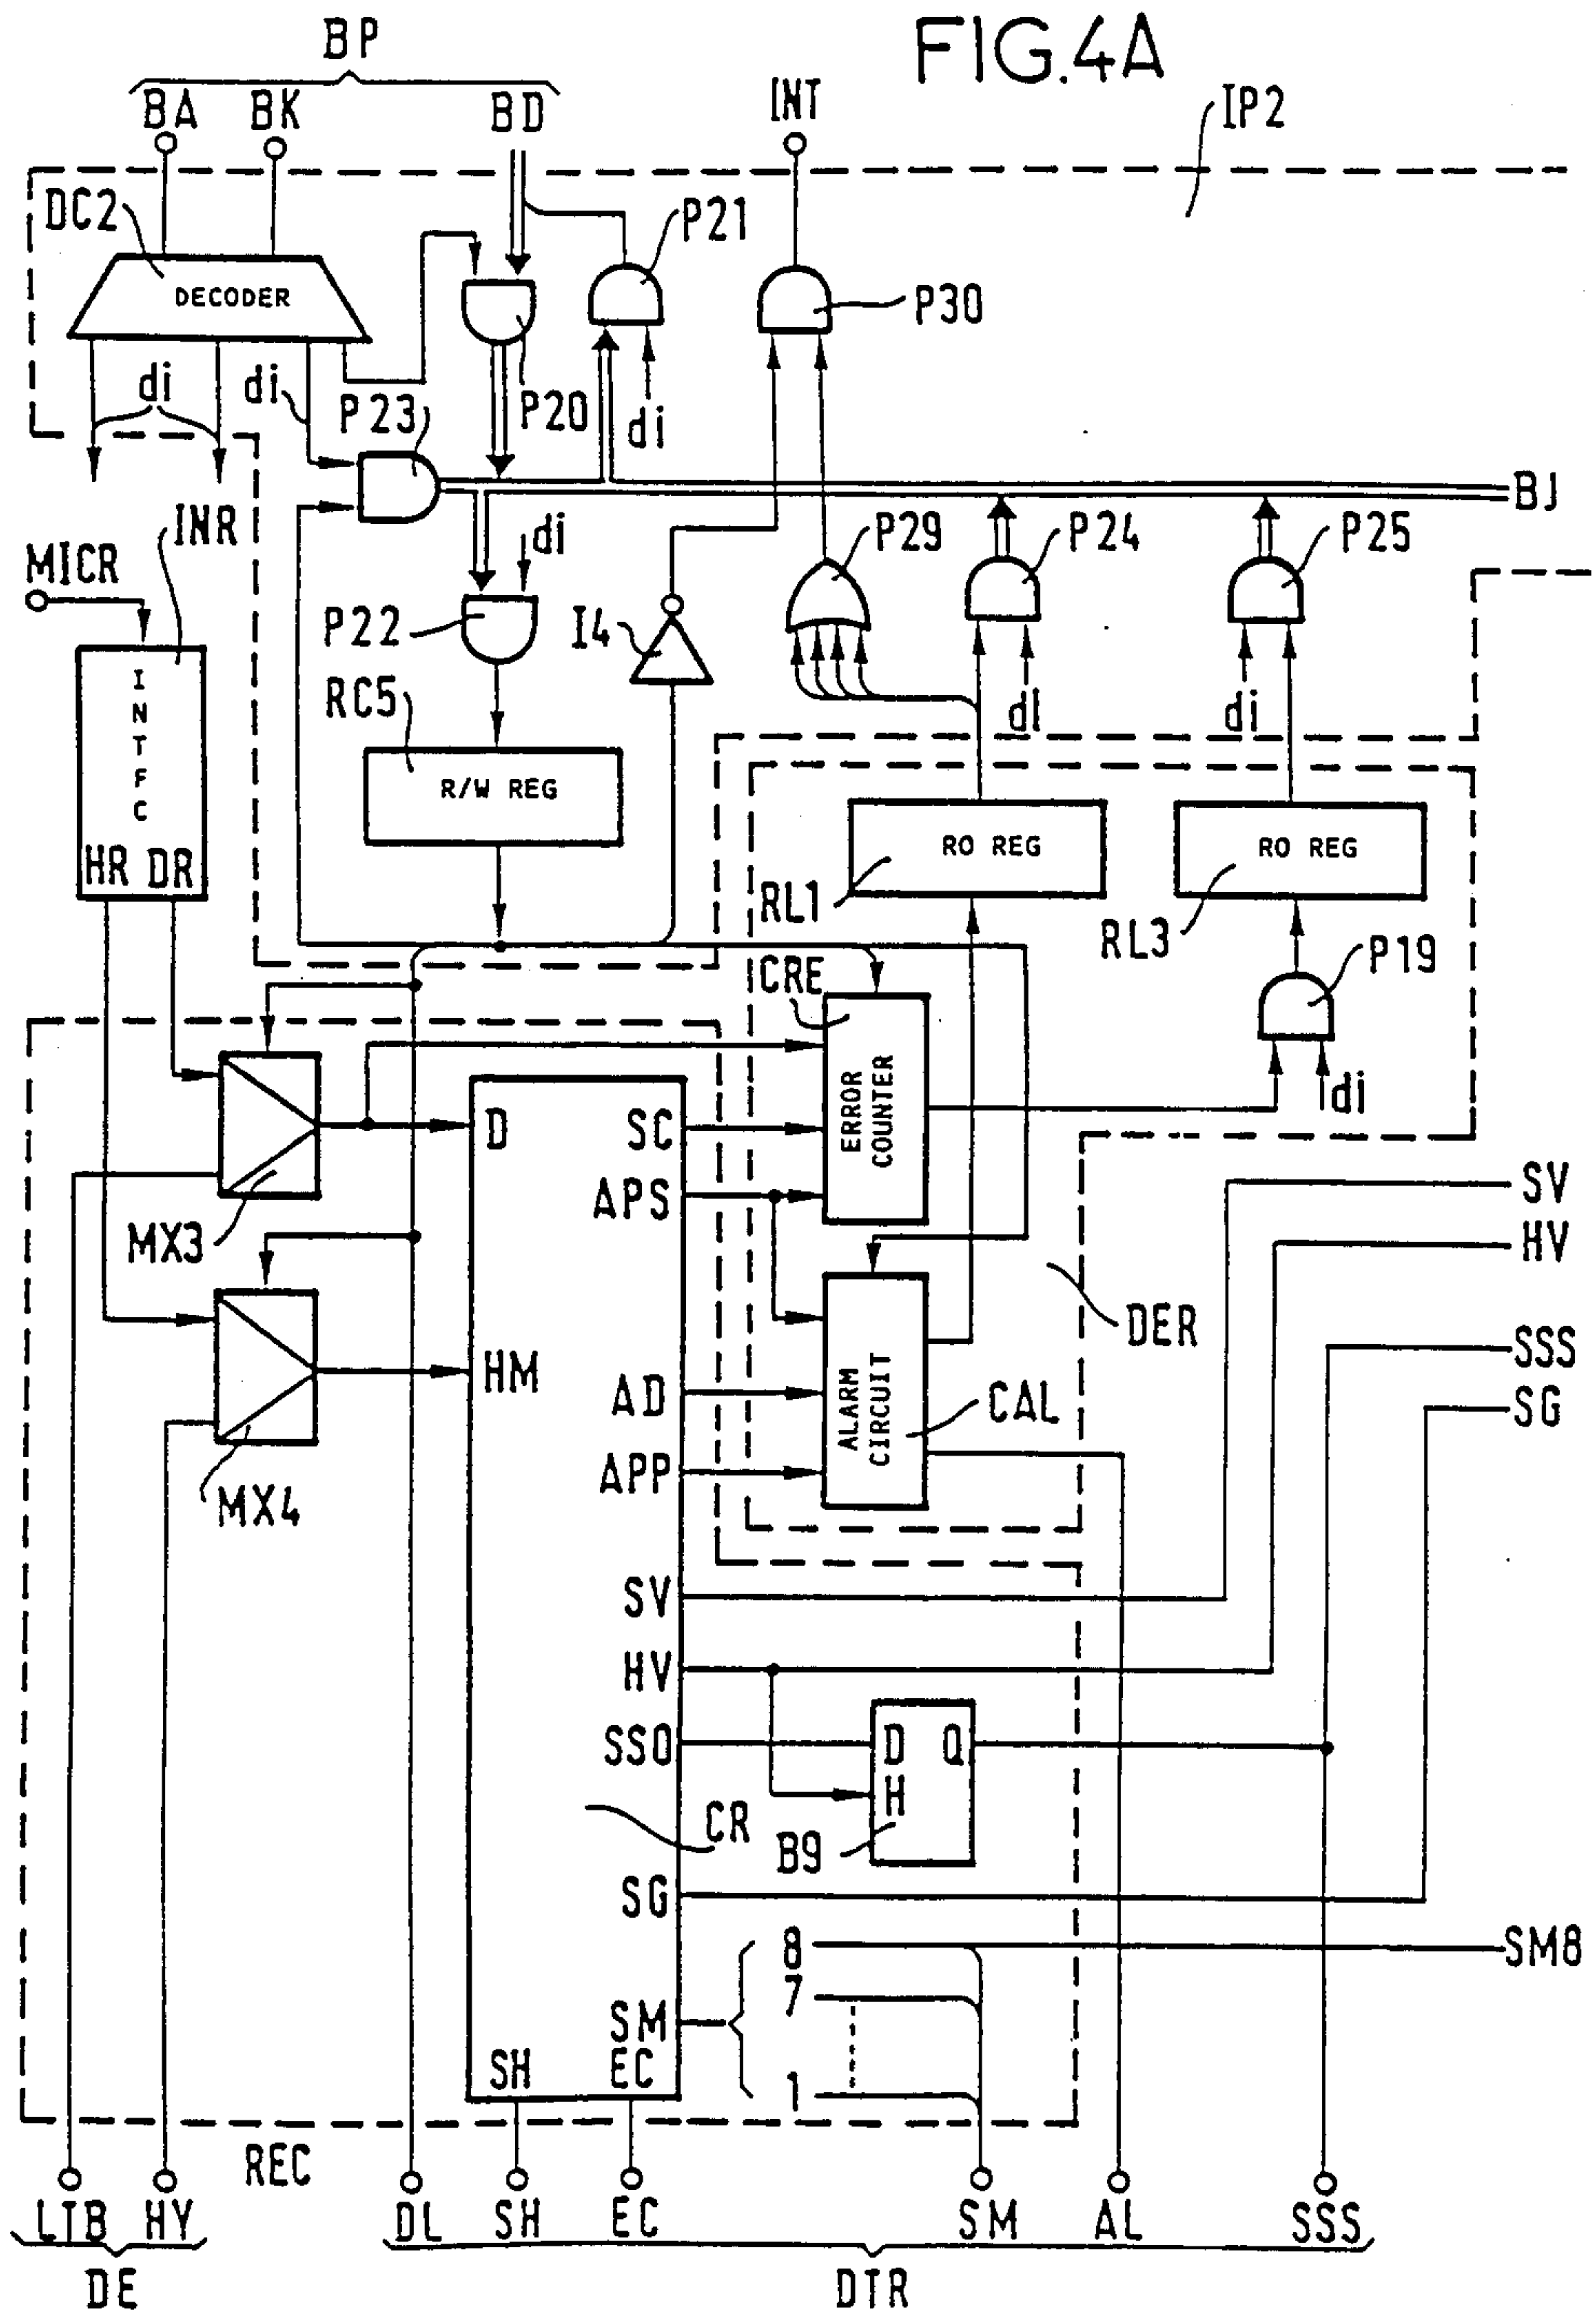 FIG.4A
BP
BA BK BD INT
IP2
DC2
P21
DECODER
P30
di di P23 P20 di
BJ
INR
MICR
di
P29 P24 P25
P22 I4
INTFC
RC5
di di
R/W REG
RO REG RO REG
HR DR
RL1 RL3
CRE P19
ERROR COUNTER
di
D SC
APS
SV
MX3
HV
DER
HM
SSS
ALARM CIRCUIT
AD CAL SG
APP
MX4
SV
HV
SSO D Q
H
CR B9
SG
8 SM8
7
SM
SH EC 1
REC
LTB HY DL SH EC SM AL SSS
DE DTR